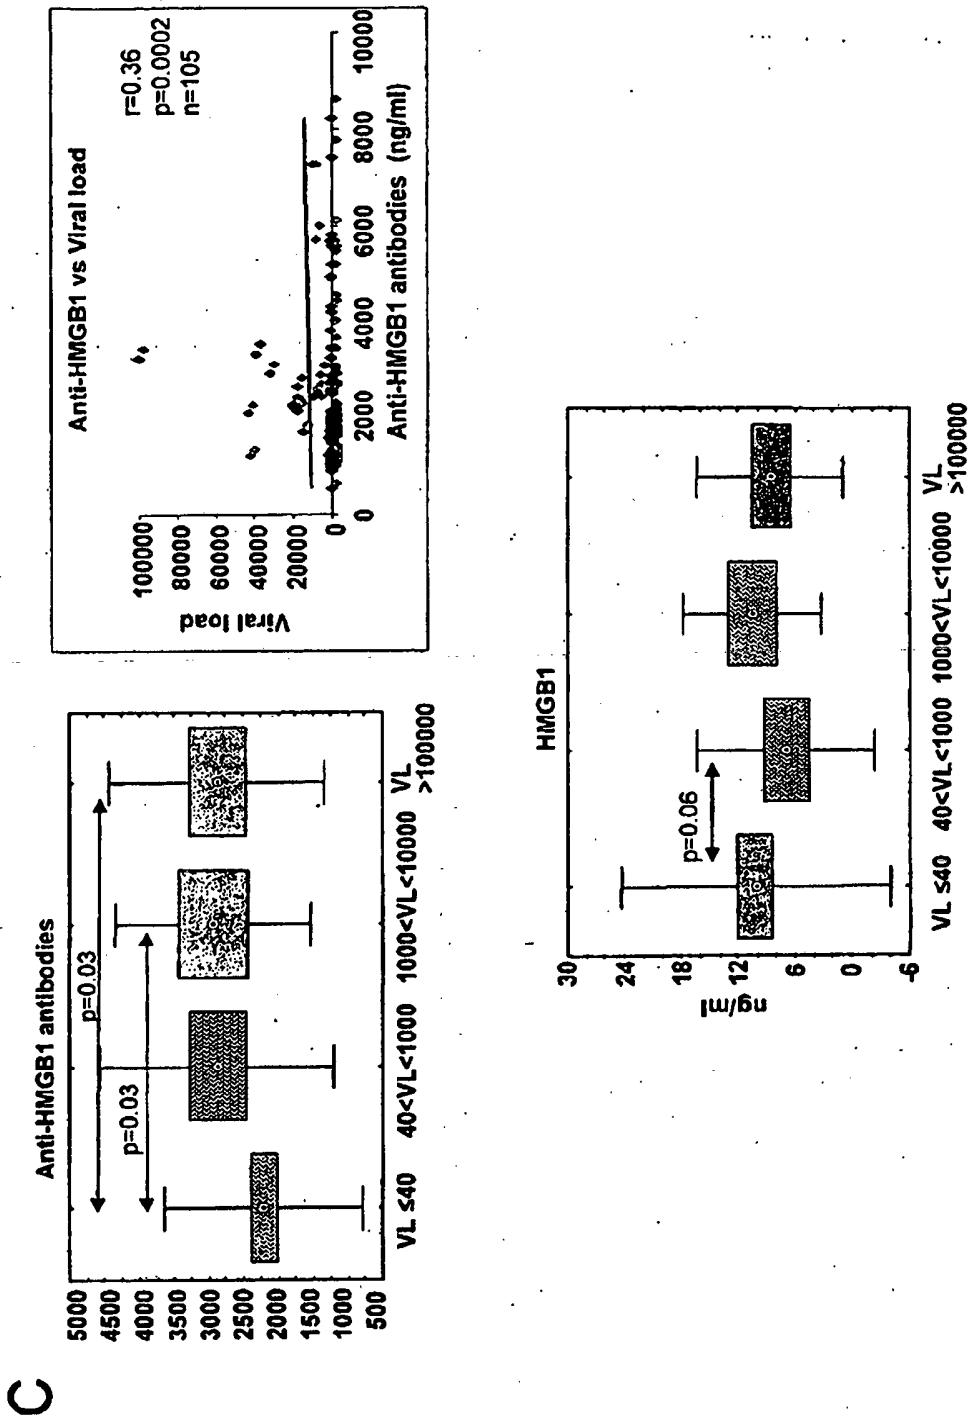 C
Anti-HMGB1 antibodies
5000
4500
4000
3500
3000
2500
2000
1500
1000
500
p=0.03
p=0.03
VL ≤40
40<VL<1000
1000<VL<10000
VL
>100000
Anti-HMGB1 vs Viral load
r=0.36
p=0.0002
n=105
Viral load
100000
80000
60000
40000
20000
0
0
2000
4000
6000
8000
10000
Anti-HMGB1 antibodies (ng/ml)
HMGB1
ng/ml
30
24
18
12
6
0
-6
p=0.06
VL ≤40
40<VL<1000
1000<VL<10000
VL
>100000